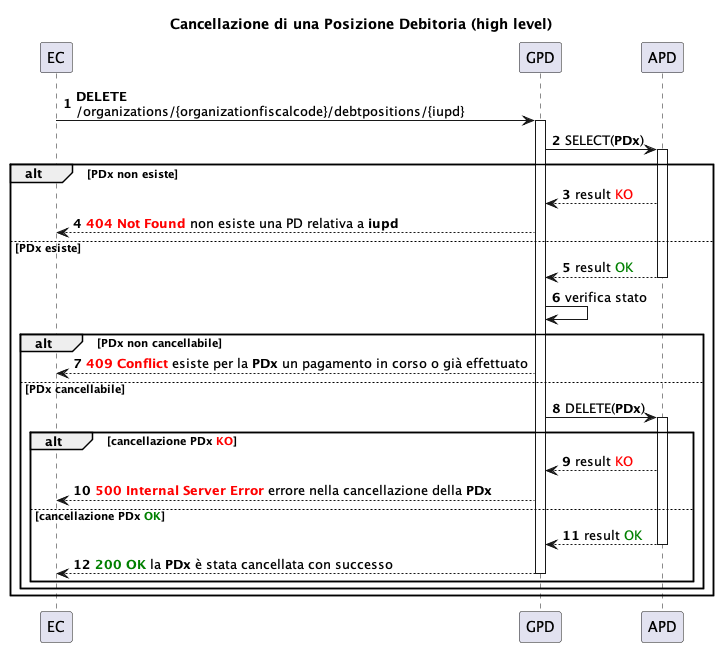 Cancellazione di una Posizione Debitoria (high level)
EC GPD APD
1 DELETE
/organizations/{organizationfiscalcode}/debtpositions/{iupd}
2 SELECT(PDx)
alt [PDx non esiste]
3 result KO
4 404 Not Found non esiste una PD relativa a iupd
[PDx esiste]
5 result OK
6 verifica stato
alt [PDx non cancellabile]
7 409 Conflict esiste per la PDx un pagamento in corso o già effettuato
[PDx cancellabile]
8 DELETE(PDx)
alt [cancellazione PDx KO]
9 result KO
10 500 Internal Server Error errore nella cancellazione della PDx
[cancellazione PDx OK]
11 result OK
12 200 OK la PDx è stata cancellata con successo
EC GPD APD